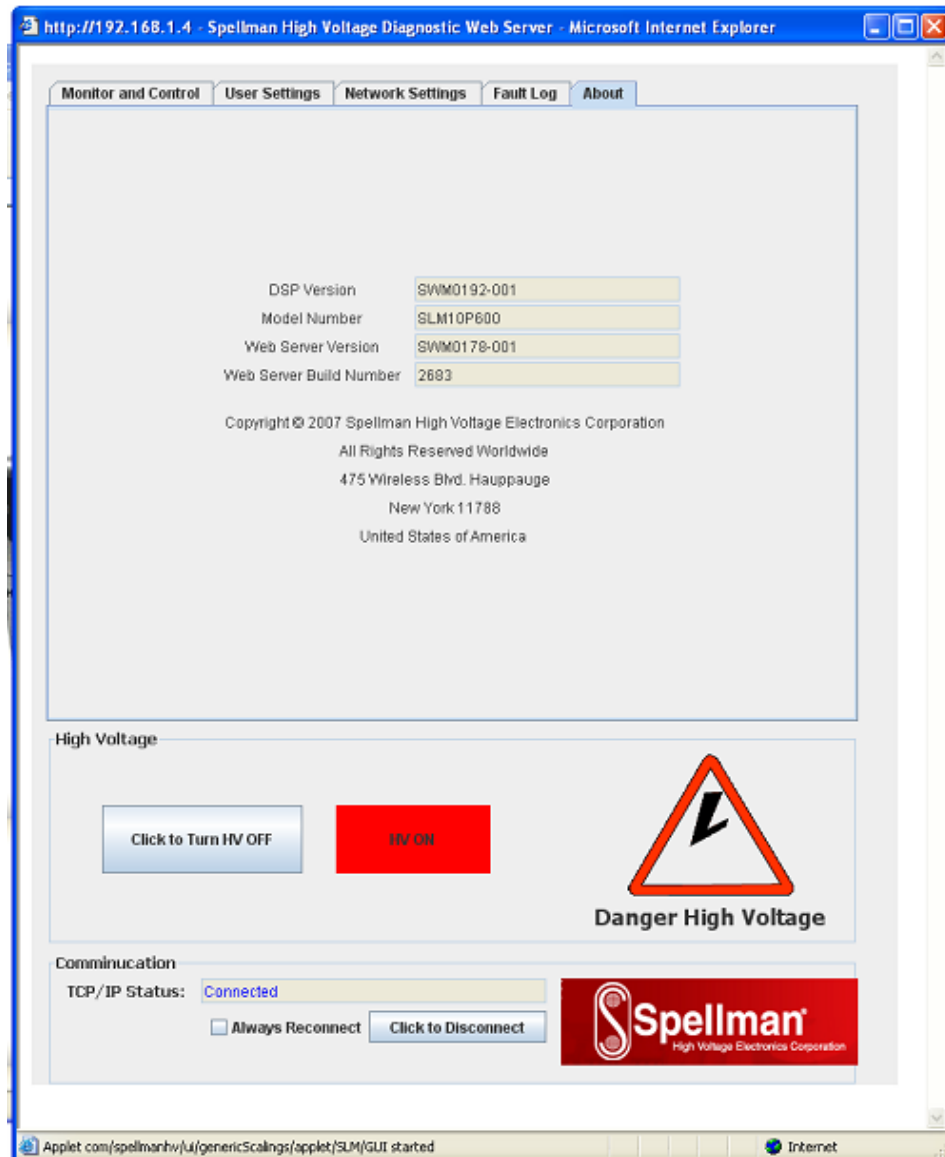 http://192.168.1.4 - Spellman High Voltage Diagnostic Web Server - Microsoft Internet Explorer
Monitor and Control User Settings Network Settings Fault Log About
DSP Version SWM0192-001
Model Number SLM10P600
Web Server Version SWM0178-001
Web Server Build Number 2683
Copyright © 2007 Spellman High Voltage Electronics Corporation
All Rights Reserved Worldwide
475 Wireless Blvd. Hauppauge
New York 11788
United States of America
High Voltage
Click to Turn HV OFF HV ON
Danger High Voltage
Comminucation
TCP/IP Status: Connected
Always Reconnect Click to Disconnect
Spellman
High Voltage Electronics Corporation
Applet com/spellmanhv/ui/genericScalings/applet/SLM/GUI started Internet